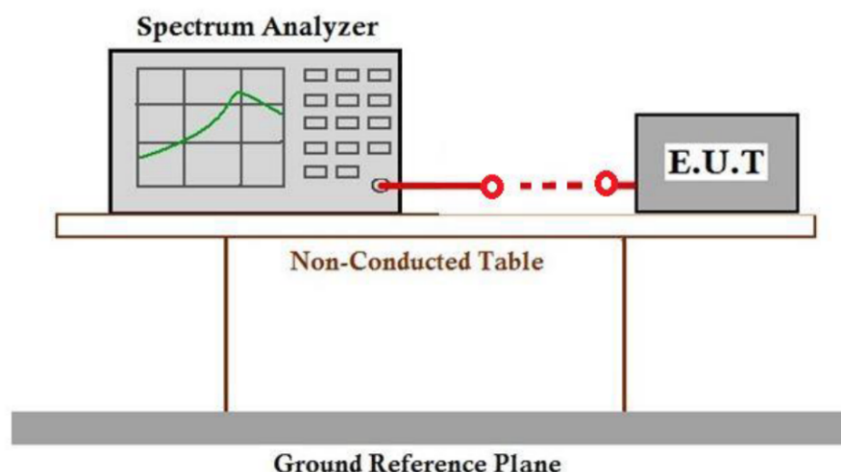 Spectrum Analyzer
E.U.T
Non-Conducted Table
Ground Reference Plane